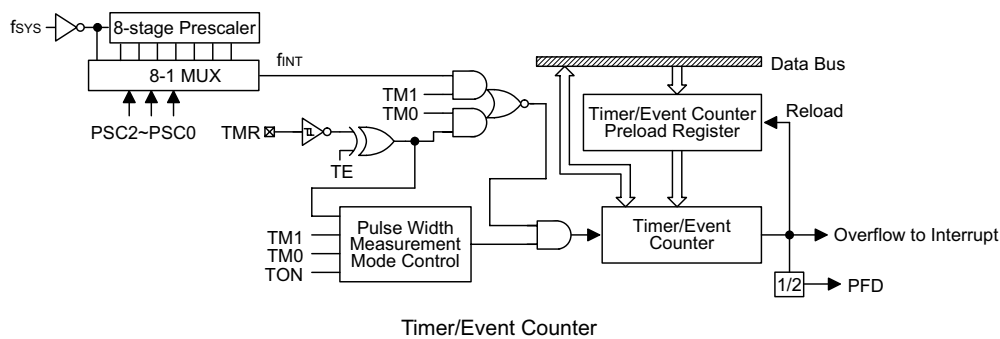 fSYS
8-stage Prescaler
8-1 MUX
PSC2~PSC0
fINT
TM1
TM0
TMR
TE
Data Bus
Timer/Event Counter
Preload Register
Reload
TM1
TM0
TON
Pulse Width
Measurement
Mode Control
Timer/Event
Counter
Overflow to Interrupt
1/2
PFD
Timer/Event Counter